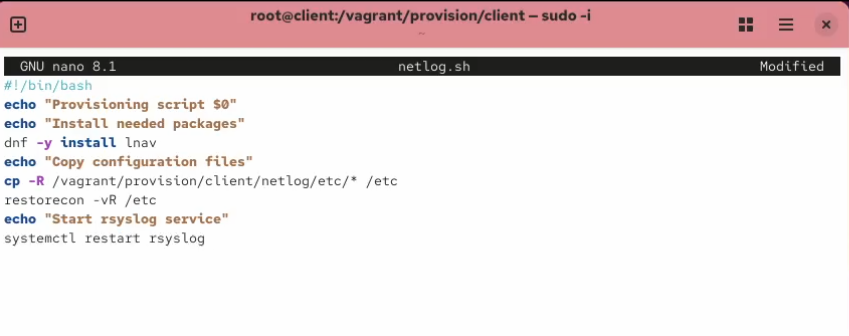 root@client:/vagrant/provision/client — sudo -i
~
GNU nano 8.1 netlog.sh Modified
#!/bin/bash
echo "Provisioning script $0"
echo "Install needed packages"
dnf -y install lnav
echo "Copy configuration files"
cp -R /vagrant/provision/client/netlog/etc/* /etc
restorecon -vR /etc
echo "Start rsyslog service"
systemctl restart rsyslog